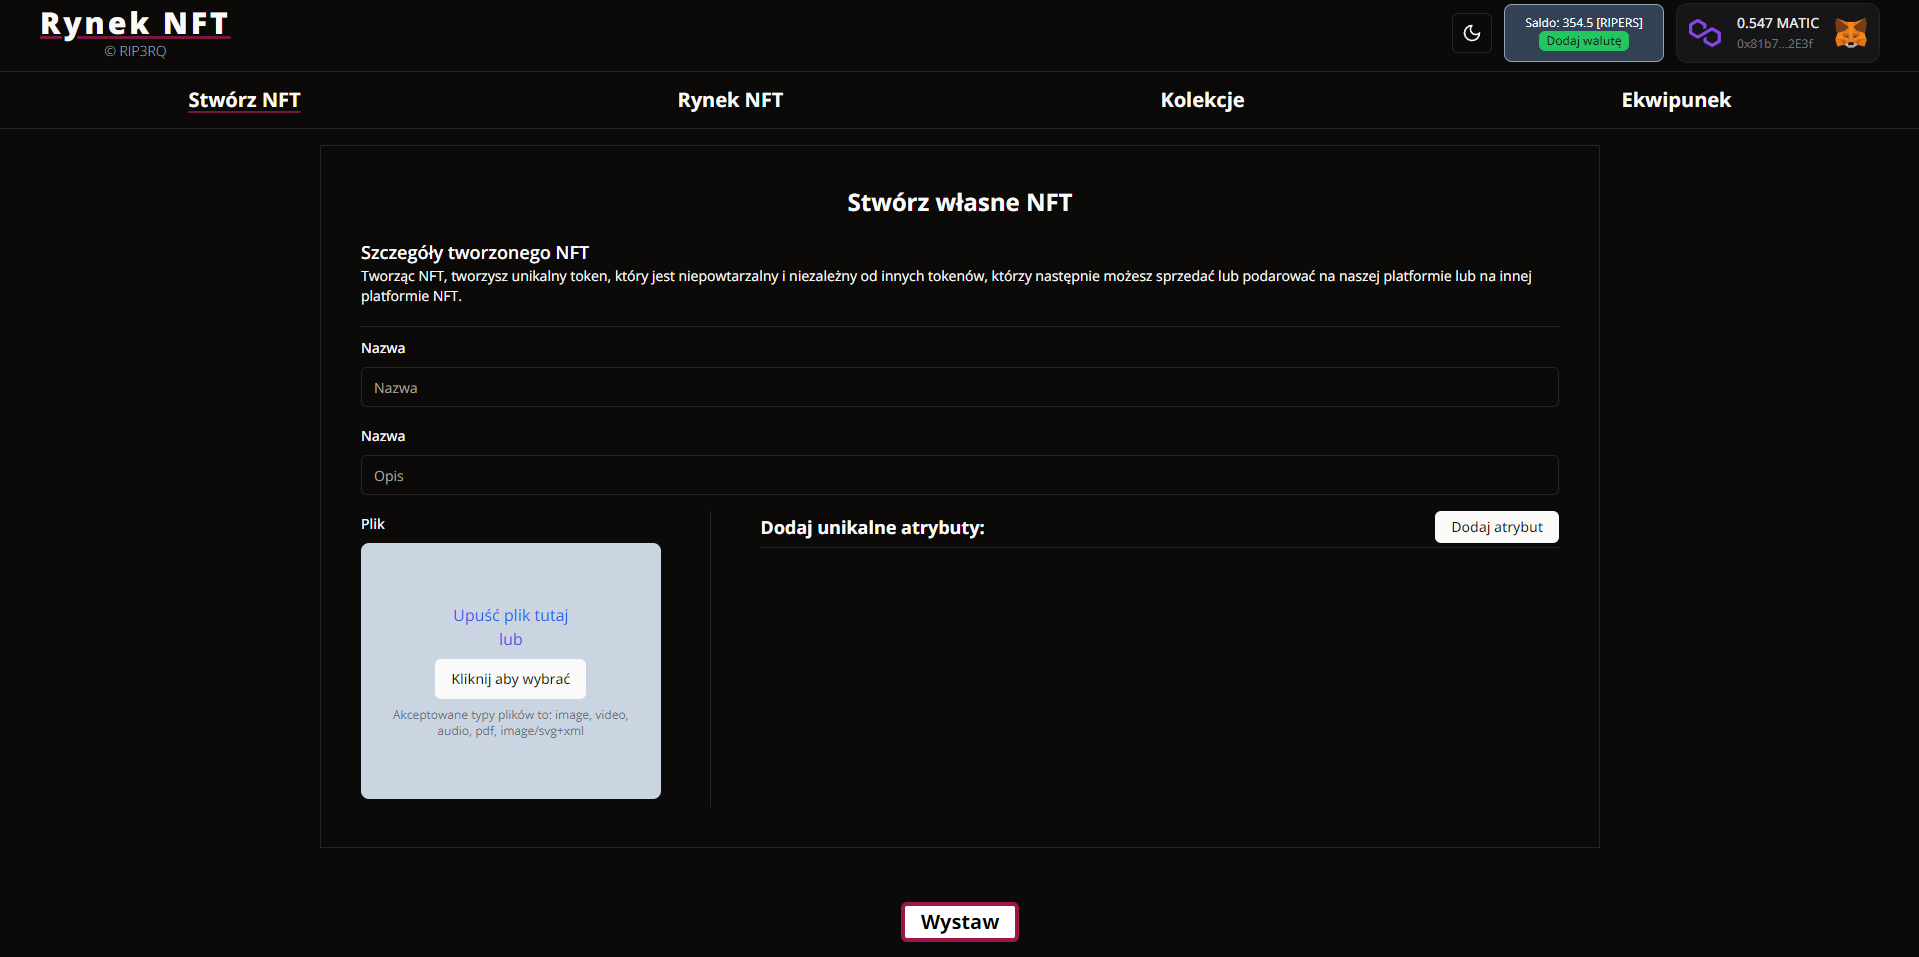 Rynek NFT
© RIP3RQ
Saldo: 354.5 [RIPERS]
Dodaj walutę
0.547 MATIC
0x81b7...2E3f
Stwórz NFT
Rynek NFT
Kolekcje
Ekwipunek
Stwórz własne NFT
Szczegóły tworzonego NFT
Tworząc NFT, tworzysz unikalny token, który jest niepowtarzalny i niezależny od innych tokenów, którzy następnie możesz sprzedać lub podarować na naszej platformie lub na innej
platformie NFT.
Nazwa
Nazwa
Nazwa
Opis
Plik
Upuść plik tutaj
lub
Kliknij aby wybrać
Akceptowane typy plików to: image, video,
audio, pdf, image/svg+xml
Dodaj unikalne atrybuty:
Dodaj atrybut
Wystaw